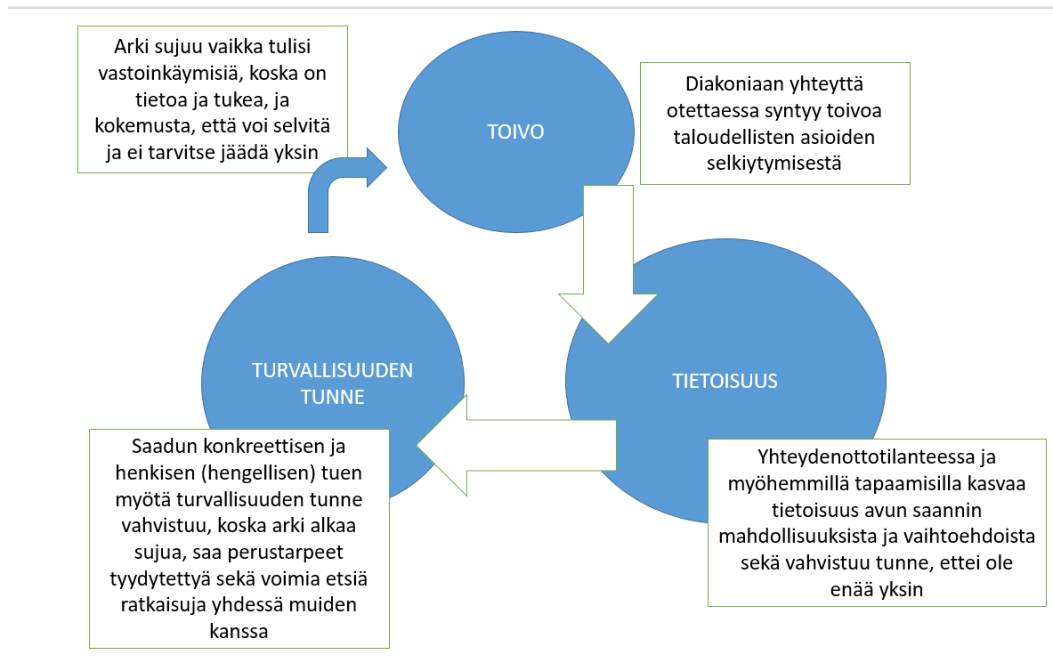 Arki sujuu vaikka tulisi
vastoinkäymisiä, koska on
tietoa ja tukea, ja
kokemusta, että voi selvitä
ja ei tarvitse jäädä yksin
TOIVO
Diakoniaan yhteyttä
otettaessa syntyy toivoa
taloudellisten asioiden
selkiytymisestä
TURVALLISUUDEN
TUNNE
TIETOISUUS
Saadun konkreettisen ja
henkisen (hengellisen) tuen
myötä turvallisuuden tunne
vahvistuu, koska arki alkaa
sujua, saa perustarpeet
tyydytettyä sekä voimia etsiä
ratkaisuja yhdessä muiden
kanssa
Yhteydenottotilanteessa ja
myöhemmillä tapaamisilla kasvaa
tietoisuus avun saannin
mahdollisuuksista ja vaihtoehdoista
sekä vahvistuu tunne, ettei ole
enää yksin